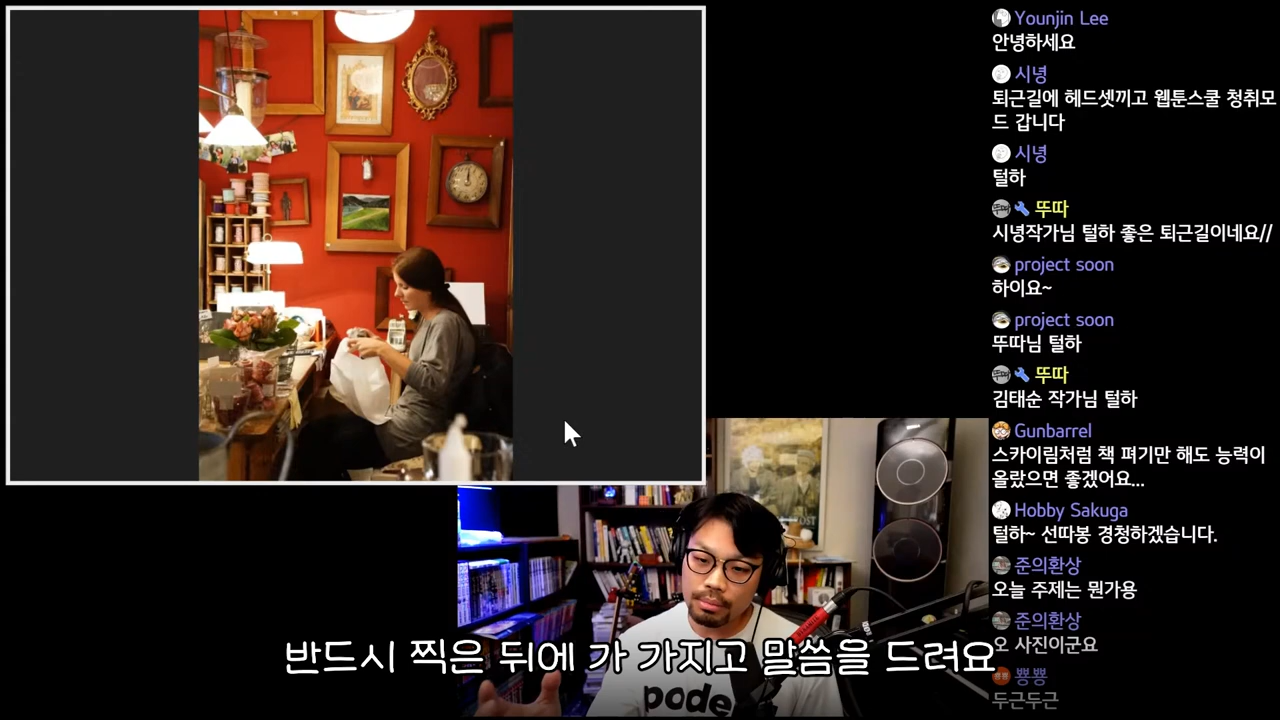 Younjin Lee
안녕하세요
시녕
퇴근길에 헤드셋끼고 웹툰스쿨 청취모
드 갑니다
시녕
털하
뚜따
시녕작가님 털하 좋은 퇴근길이네요//
project soon
하이요~
project soon
뚜따님 털하
뚜따
김태순 작가님 털하
Gunbarrel
스카이림처럼 책 펴기만 해도 능력이
올랐으면 좋겠어요...
Hobby Sakuga
털하~ 선따봉 경청하겠습니다.
준의환상
오늘 주제는 뭔가용
준의환상
오 사진이군요
뿅뿅
두근두근
반드시 찍은 뒤에 가 가지고 말씀을 드려요
pode